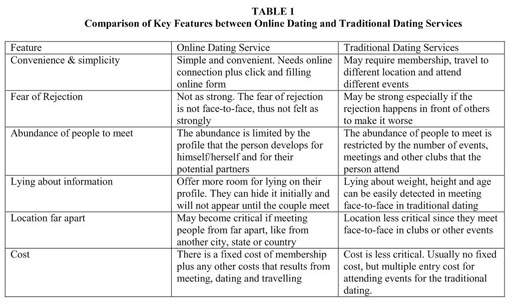 TABLE 1
Comparison of Key Features between Online Dating and Traditional Dating Services
Feature
Online Dating Service
Traditional Dating Services
Convenience & simplicity
Simple and convenient. Needs online
connection plus click and filling
online form
May require membership, travel to
different location and attend
different events
Fear of Rejection
Not as strong. The fear of rejection
is not face-to-face, thus not felt as
strongly
May be strong especially if the
rejection happens in front of others
to make it worse
Abundance of people to meet
The abundance is limited by the
profile that the person develops for
himself/herself and for their
potential partners
The abundance of people to meet is
restricted by the number of events,
meetings and other clubs that the
person attend
Lying about information
Offer more room for lying on their
profile. They can hide it initially and
will not appear until the couple meet
Lying about weight, height and age
can be easily detected in meeting
face-to-face in traditional dating
Location far apart
May become critical if meeting
people from far apart, like from
another city, state or country
Location less critical since they meet
face-to-face in clubs or other events
Cost
There is a fixed cost of membership
plus any other costs that results from
meeting, dating and travelling
Cost is less critical. Usually no fixed
cost, but multiple entry cost for
attending events for the traditional
dating.